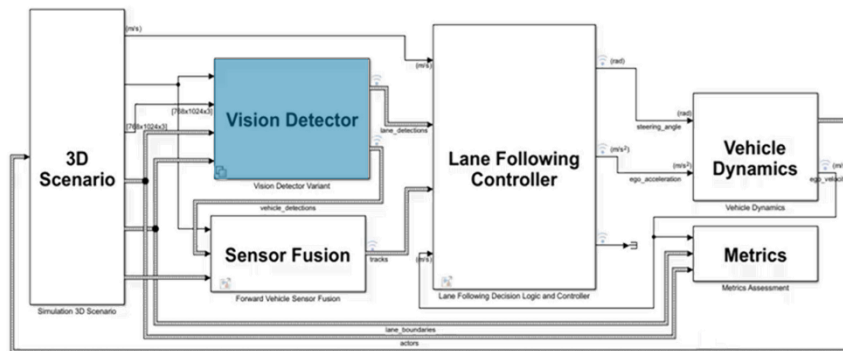 (m/s)
[768x1024x3]
[768x1024x3]
3D
Scenario
Simulation 3D Scenario
Vision Detector
Vision Detector Variant
lane_detections
vehicle_detections
Sensor Fusion
Forward Vehicle Sensor Fusion
tracks
(m/s)
(m/s)
Lane Following
Controller
Lane Following Decision Logic and Controller
(rad)
steering_angle
(rad)
(m/s²)
ego_acceleration
(m/s²)
Vehicle
Dynamics
Vehicle Dynamics
(m/s
ego_veloci
Metrics
Metrics Assessment
lane_boundaries
actors